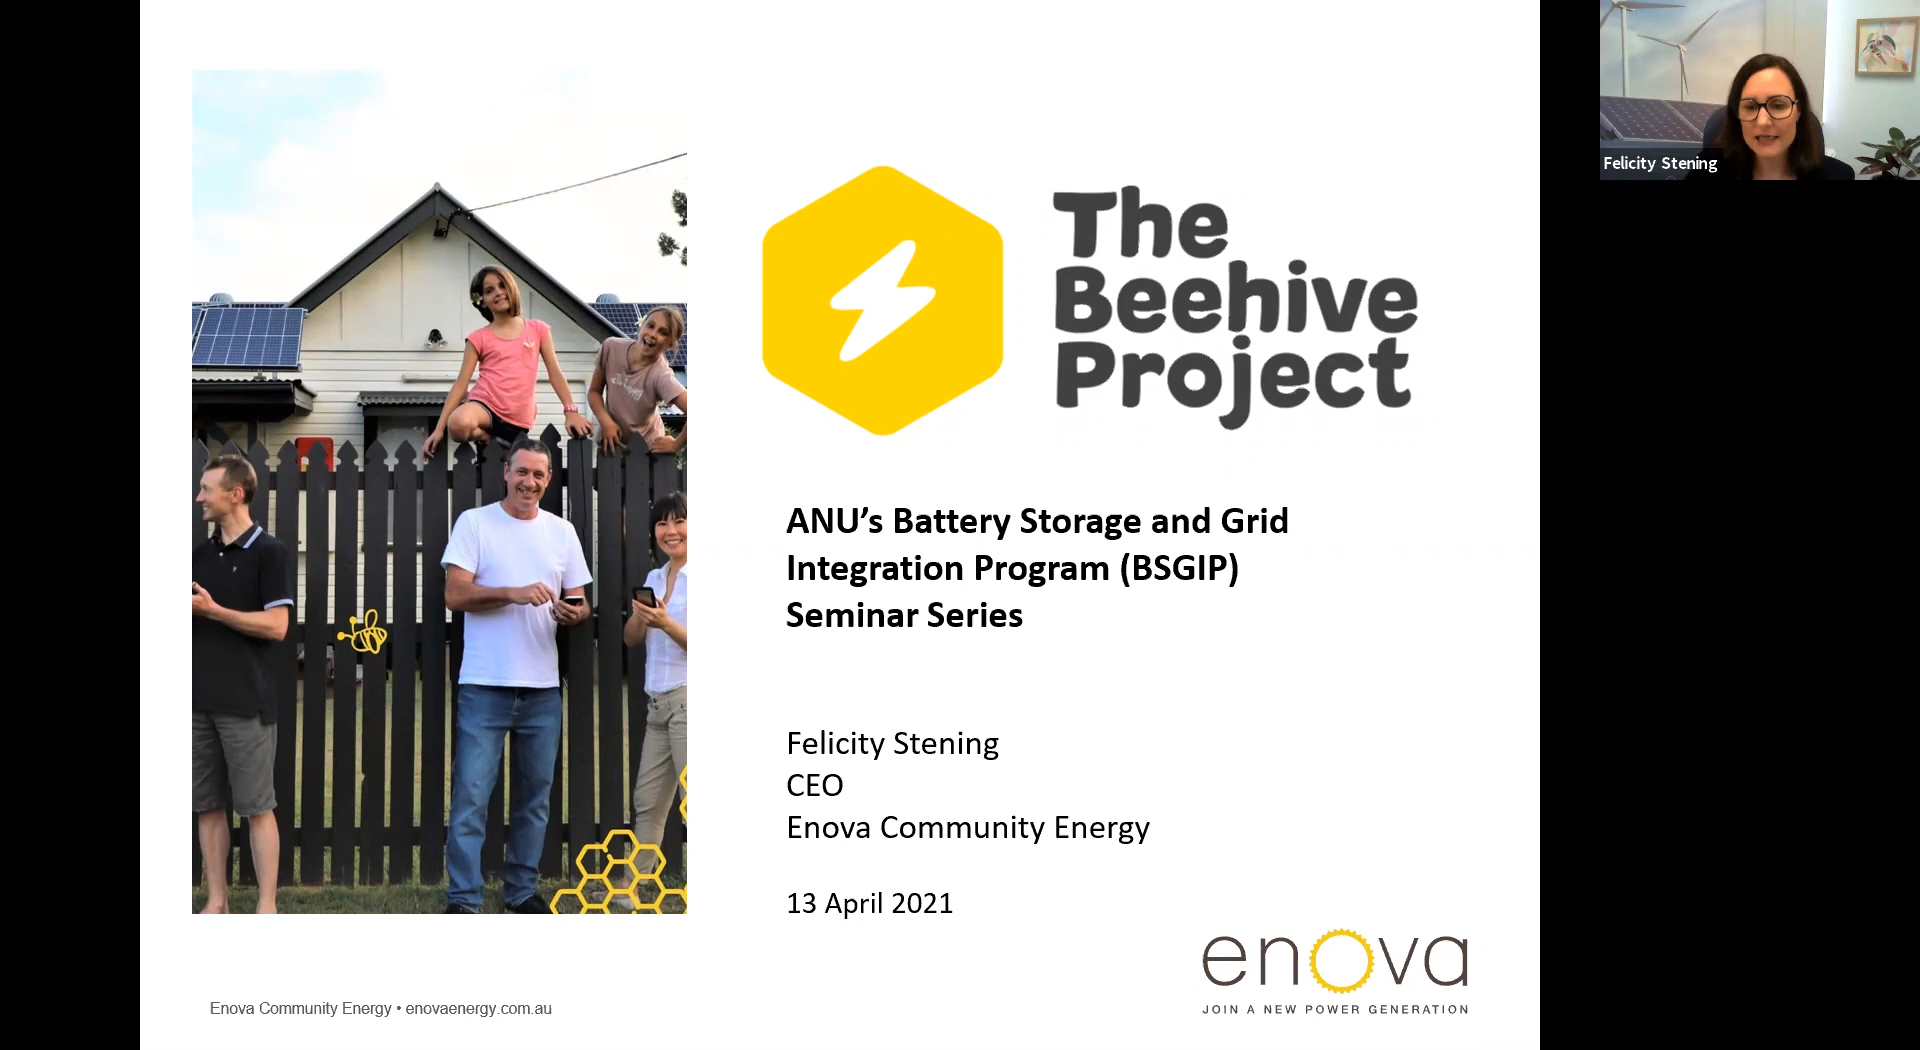 The
Beehive
Project
ANU’s Battery Storage and Grid
Integration Program (BSGIP)
Seminar Series
Felicity Stening
CEO
Enova Community Energy
13 April 2021
enova
JOIN A NEW POWER GENERATION
Enova Community Energy • enovaenergy.com.au
Felicity Stening